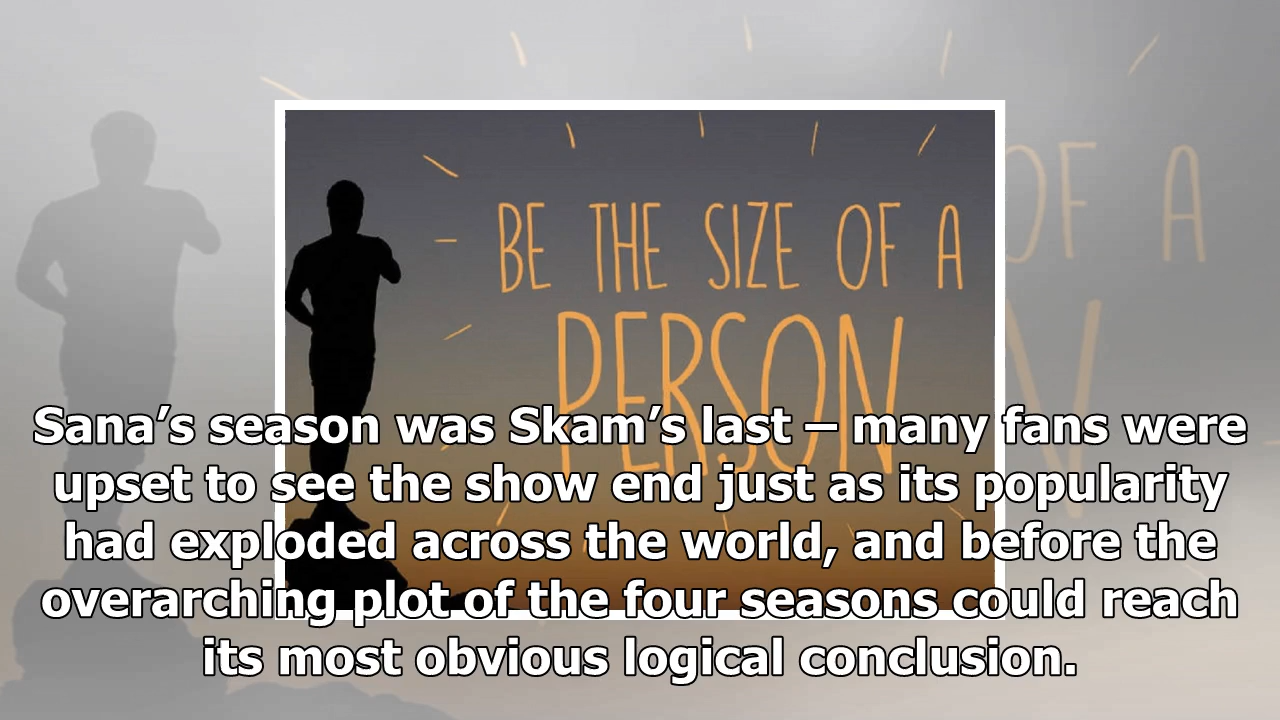 BE THE SIZE OF A
PERSON
OF A
N
Sana’s season was Skam’s last – many fans were
upset to see the show end just as its popularity
had exploded across the world, and before the
overarching plot of the four seasons could reach
its most obvious logical conclusion.